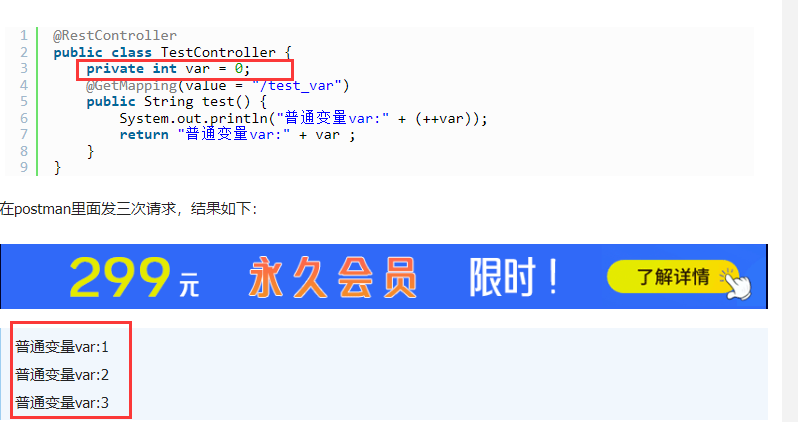 1 @RestController
2 public class TestController {
3 private int var = 0;
4 @GetMapping(value = "/test_var")
5 public String test() {
6 System.out.println("普通变量var:" + (++var));
7 return "普通变量var:" + var ;
8 }
9 }
在postman里面发三次请求，结果如下：
299元 永久会员 限时！ 了解详情
普通变量var:1
普通变量var:2
普通变量var:3